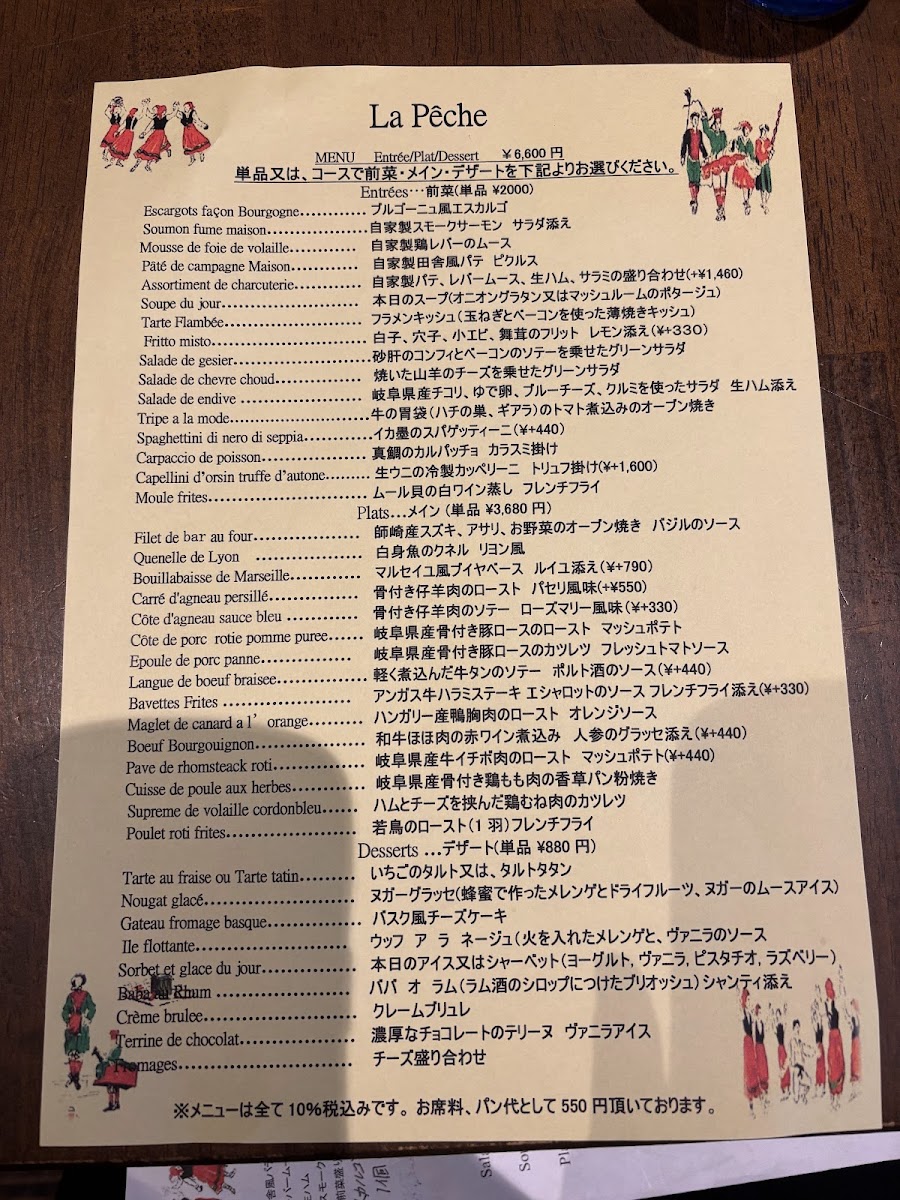 La Pêche
MENU Entrée/Plat/Dessert ￥6,600 円
単品又は、コースで前菜・メイン・デザートを下記よりお選びください。
Entrées…前菜(単品 ¥2000)
Escargots façon Bourgogne............ブルゴーニュ風エスカルゴ
Soumon fume maison..................自家製スモークサーモン サラダ添え
Mousse de foie de volaille............ 自家製鶏レバーのムース
Pâté de campagne Maison............ 自家製田舎風パテ ピクルス
Assortiment de charcuterie............ 自家製パテ、レバームース、生ハム、サラミの盛り合わせ(+¥1,460)
Soupe du jour......................... 本日のスープ(オニオングラタン又はマッシュルームのポタージュ)
Tarte Flambée......................... フラメンキッシュ(玉ねぎとベーコンを使った薄焼きキッシュ)
Fritto misto............................ 白子、穴子、小エビ、舞茸のフリット レモン添え(¥+330)
Salade de gesier........................砂肝のコンフィとベーコンのソテーを乗せたグリーンサラダ
Salade de chevre choud............... 焼いた山羊のチーズを乗せたグリーンサラダ
Salade de endive ..................... 岐阜県産チコリ、ゆで卵、ブルーチーズ、クルミを使ったサラダ 生ハム添え
Tripe a la mode........................牛の胃袋(ハチの巣、ギアラ)のトマト煮込みのオーブン焼き
Spaghettini di nero di seppia............イカ墨のスパゲッティーニ(¥+440)
Carpaccio de poisson.................. 真鯛のカルパッチョ カラスミ掛け
Capellini d’orsin truffe d’autone......... 生ウニの冷製カッペリーニ トリュフ掛け(¥+1,600)
Moule frites............................ ムール貝の白ワイン蒸し フレンチフライ
Plats…メイン (単品 ¥3,680 円)
Filet de bar au four.................. 師崎産スズキ、アサリ、お野菜のオーブン焼き バジルのソース
Quenelle de Lyon .................. 白身魚のクネル リヨン風
Bouillabaisse de Marseille............ マルセイユ風ブイヤベース ルイユ添え(¥+790)
Carré d'agneau persillé............... 骨付き仔羊肉のロースト パセリ風味(+¥550)
Côte d'agneau sauce bleu ............ 骨付き仔羊肉のソテー ローズマリー風味(¥+330)
Côte de porc rotie pomme puree...... 岐阜県産骨付き豚ロースのロースト マッシュポテト
Epoule de porc panne............... 岐阜県産骨付き豚ロースのカツレツ フレッシュトマトソース
Langue de boeuf braisee............... 軽く煮込んだ牛タンのソテー ポルト酒のソース(¥+440)
Bavettes Frites ..................... アンガス牛ハラミステーキ エシャロットのソース フレンチフライ添え(¥+330)
Maglet de canard a l’ orange......... ハンガリー産鴨胸肉のロースト オレンジソース
Boeuf Bourgouignon.................. 和牛ほほ肉の赤ワイン煮込み 人参のグラッセ添え(¥+440)
Pave de rhomsteack roti............... 岐阜県産牛イチボ肉のロースト マッシュポテト(¥+440)
Cuisse de poule aux herbes............ 岐阜県産骨付き鶏もも肉の香草パン粉焼き
Supreme de volaille cordonbleu...... ハムとチーズを挟んだ鶏むね肉のカツレツ
Poulet roti frites..................... 若鳥のロースト(1 羽)フレンチフライ
Desserts …デザート(単品 ¥880 円)
Tarte au fraise ou Tarte tatin......... いちごのタルト又は、タルトタタン
Nougat glacé........................ ヌガーグラッセ(蜂蜜で作ったメレンゲとドライフルーツ、ヌガーのムースアイス)
Gateau fromage basque............... バスク風チーズケーキ
Ile flottante........................ ウッフ ア ラ ネージュ(火を入れたメレンゲと、ヴァニラのソース
Sorbet et glace du jour............... 本日のアイス又はシャーベット(ヨーグルト, ヴァニラ, ピスタチオ, ラズベリー)
Baba au Rhum ..................... ババ オ ラム(ラム酒のシロップにつけたブリオッシュ)シャンティ添え
Crème brulee........................ クレームブリュレ
Terrine de chocolat.................. 濃厚なチョコレートのテリーヌ ヴァニラアイス
Fromages........................... チーズ盛り合わせ
※メニューは全て 10%税込みです。お席料、パン代として 550 円頂いております。